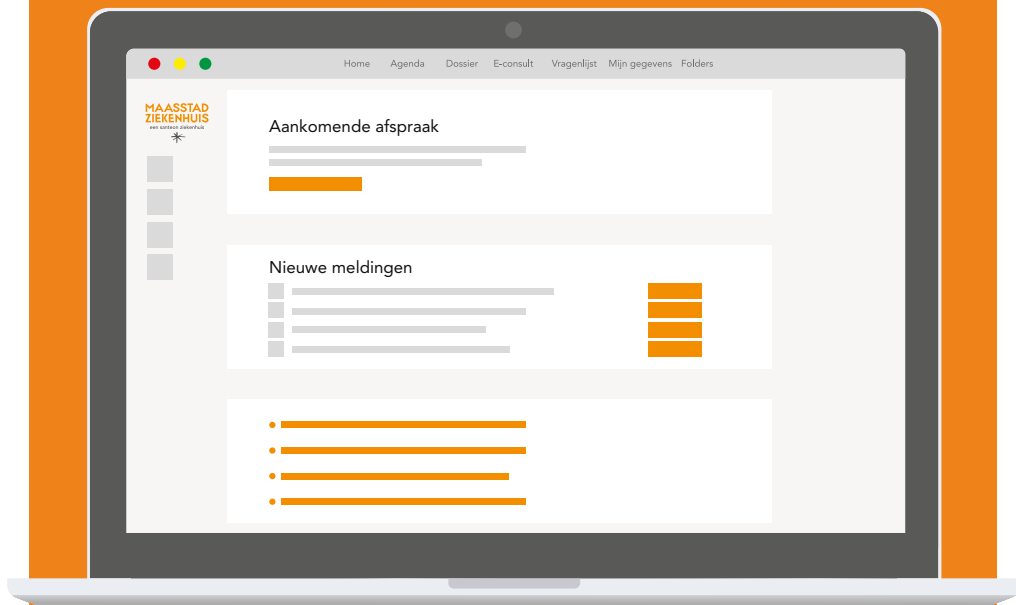 Home Agenda Dossier E-consult Vragenlijst Mijn gegevens Folders
MAASSTAD
ZIEKENHUIS
een santeon ziekenhuis
Aankomende afspraak
Nieuwe meldingen